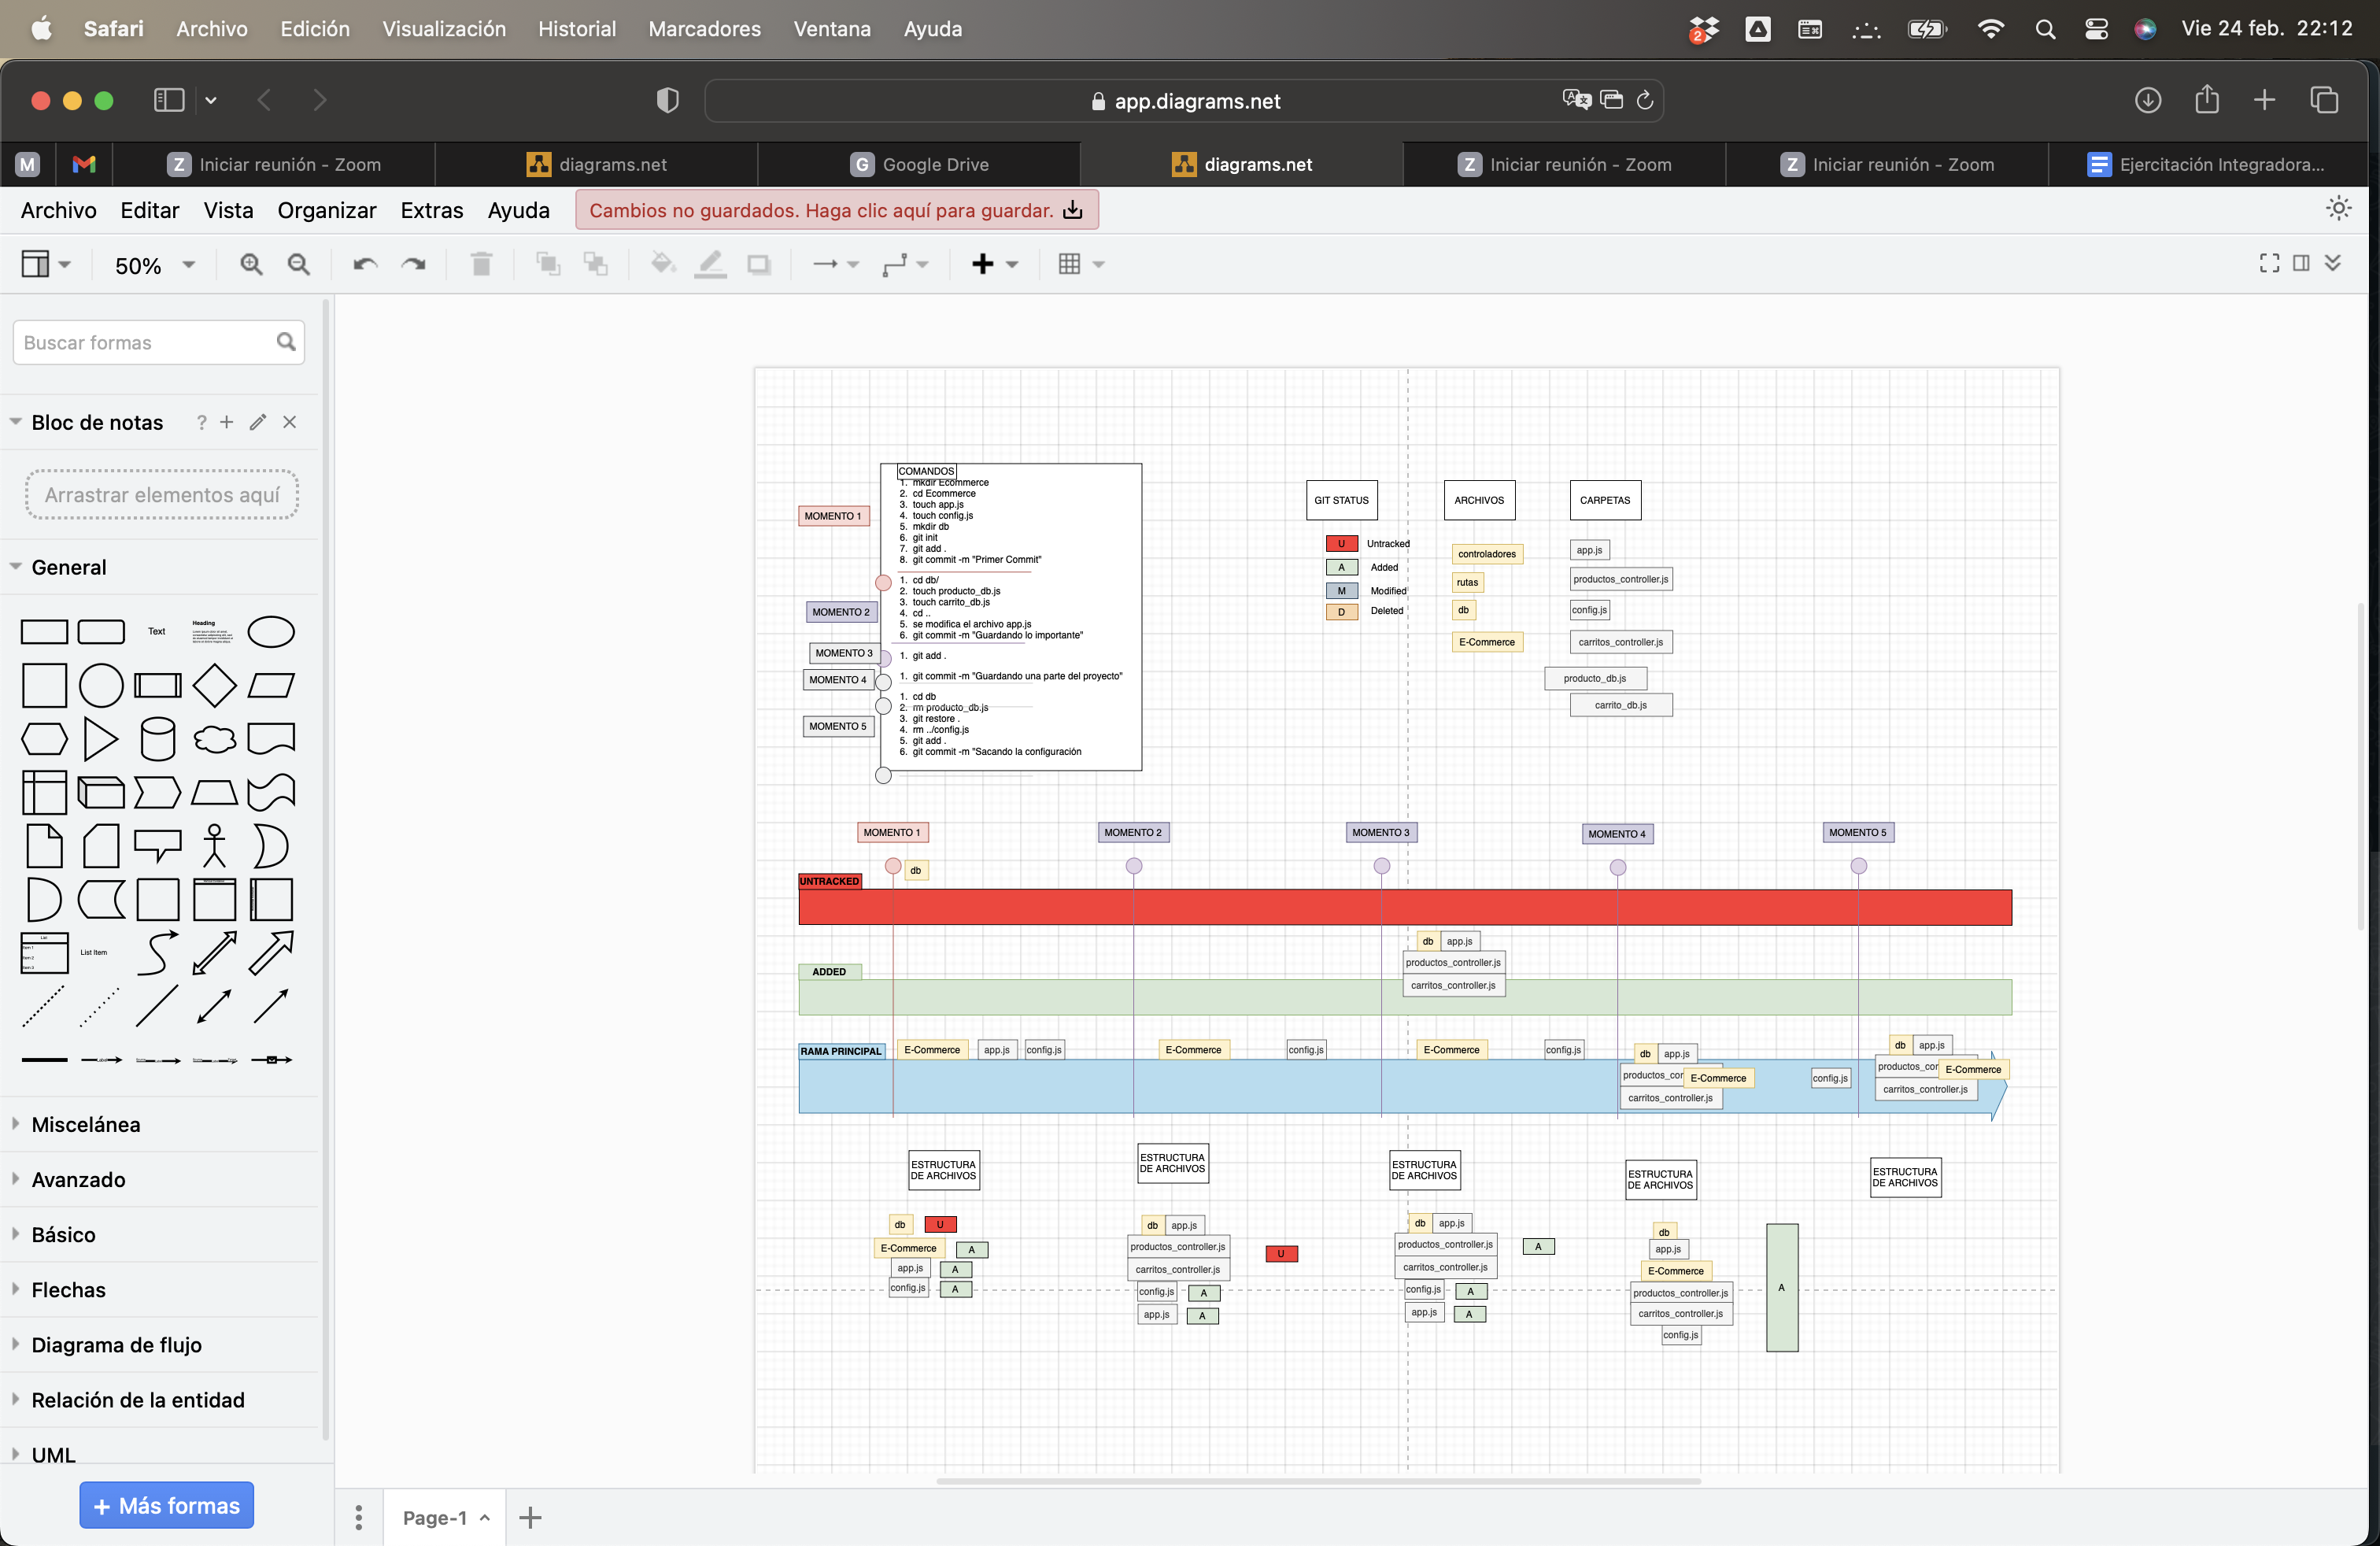 Safari Archivo Edición Visualización Historial Marcadores Ventana Ayuda
2
Vie 24 feb. 22:12
app.diagrams.net
M
Z Iniciar reunión - Zoom
diagrams.net
G Google Drive
diagrams.net
Z Iniciar reunión - Zoom
Z Iniciar reunión - Zoom
Ejercitación Integradora...
Archivo Editar Vista Organizar Extras Ayuda
Cambios no guardados. Haga clic aquí para guardar.
50%
Buscar formas
Bloc de notas
?
Arrastrar elementos aquí
General
Text
Heading
List
Item 1
Item 2
Item 3
List Item
Misceláneа
Avanzado
Básico
Flechas
Diagrama de flujo
Relación de la entidad
UML
+ Más formas
COMANDOS
1. mkdir Ecommerce
2. cd Ecommerce
3. touch app.js
4. touch config.js
5. mkdir db
6. git init
7. git add .
8. git commit -m "Primer Commit"
MOMENTO 1
1. cd db/
2. touch producto_db.js
3. touch carrito_db.js
4. cd ..
5. se modifica el archivo app.js
6. git commit -m "Guardando lo importante"
MOMENTO 2
MOMENTO 3
1. git add .
MOMENTO 4
1. git commit -m "Guardando una parte del proyecto"
1. cd db
2. rm producto_db.js
3. git restore .
4. rm ../config.js
5. git add .
6. git commit -m "Sacando la configuración
MOMENTO 5
GIT STATUS
U Untracked
A Added
M Modified
D Deleted
ARCHIVOS
controladores
rutas
db
E-Commerce
CARPETAS
app.js
productos_controller.js
config.js
carritos_controller.js
producto_db.js
carrito_db.js
MOMENTO 1
MOMENTO 2
MOMENTO 3
MOMENTO 4
MOMENTO 5
db
UNTRACKED
db app.js
productos_controller.js
carritos_controller.js
ADDED
RAMA PRINCIPAL
E-Commerce app.js config.js
E-Commerce config.js
E-Commerce config.js
db app.js
productos_cor E-Commerce
carritos_controller.js
config.js
db app.js
productos_cor E-Commerce
carritos_controller.js
ESTRUCTURA
DE ARCHIVOS
ESTRUCTURA
DE ARCHIVOS
ESTRUCTURA
DE ARCHIVOS
ESTRUCTURA
DE ARCHIVOS
ESTRUCTURA
DE ARCHIVOS
db U
E-Commerce A
app.js A
config.js A
db app.js
productos_controller.js
U
carritos_controller.js
config.js A
app.js A
db app.js
productos_controller.js A
carritos_controller.js
config.js A
app.js A
db
app.js
E-Commerce
productos_controller.js
A
carritos_controller.js
config.js
Page-1